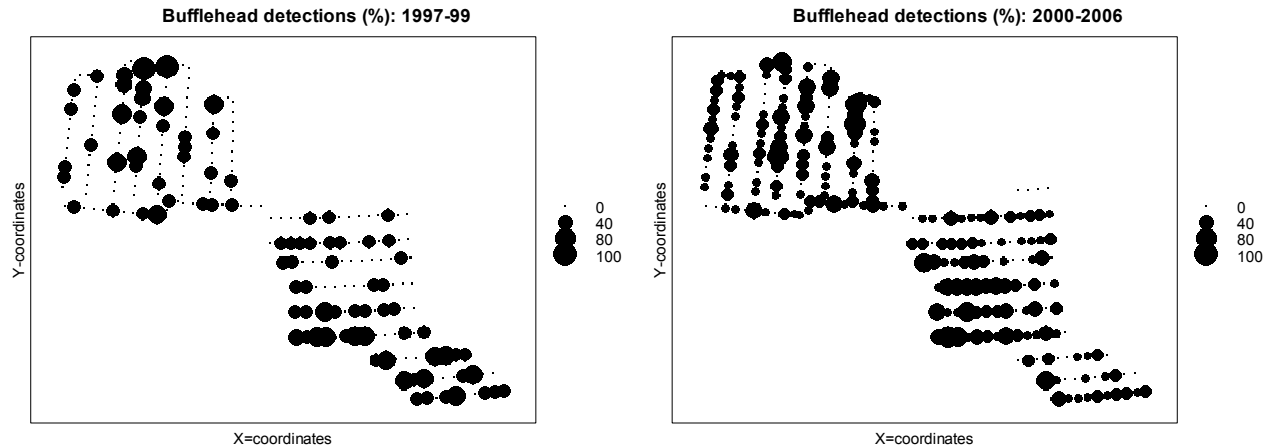 Bufflehead detections (%): 1997-99
Y-coordinates
0
40
80
100
X=coordinates
Bufflehead detections (%): 2000-2006
Y-coordinates
0
40
80
100
X=coordinates